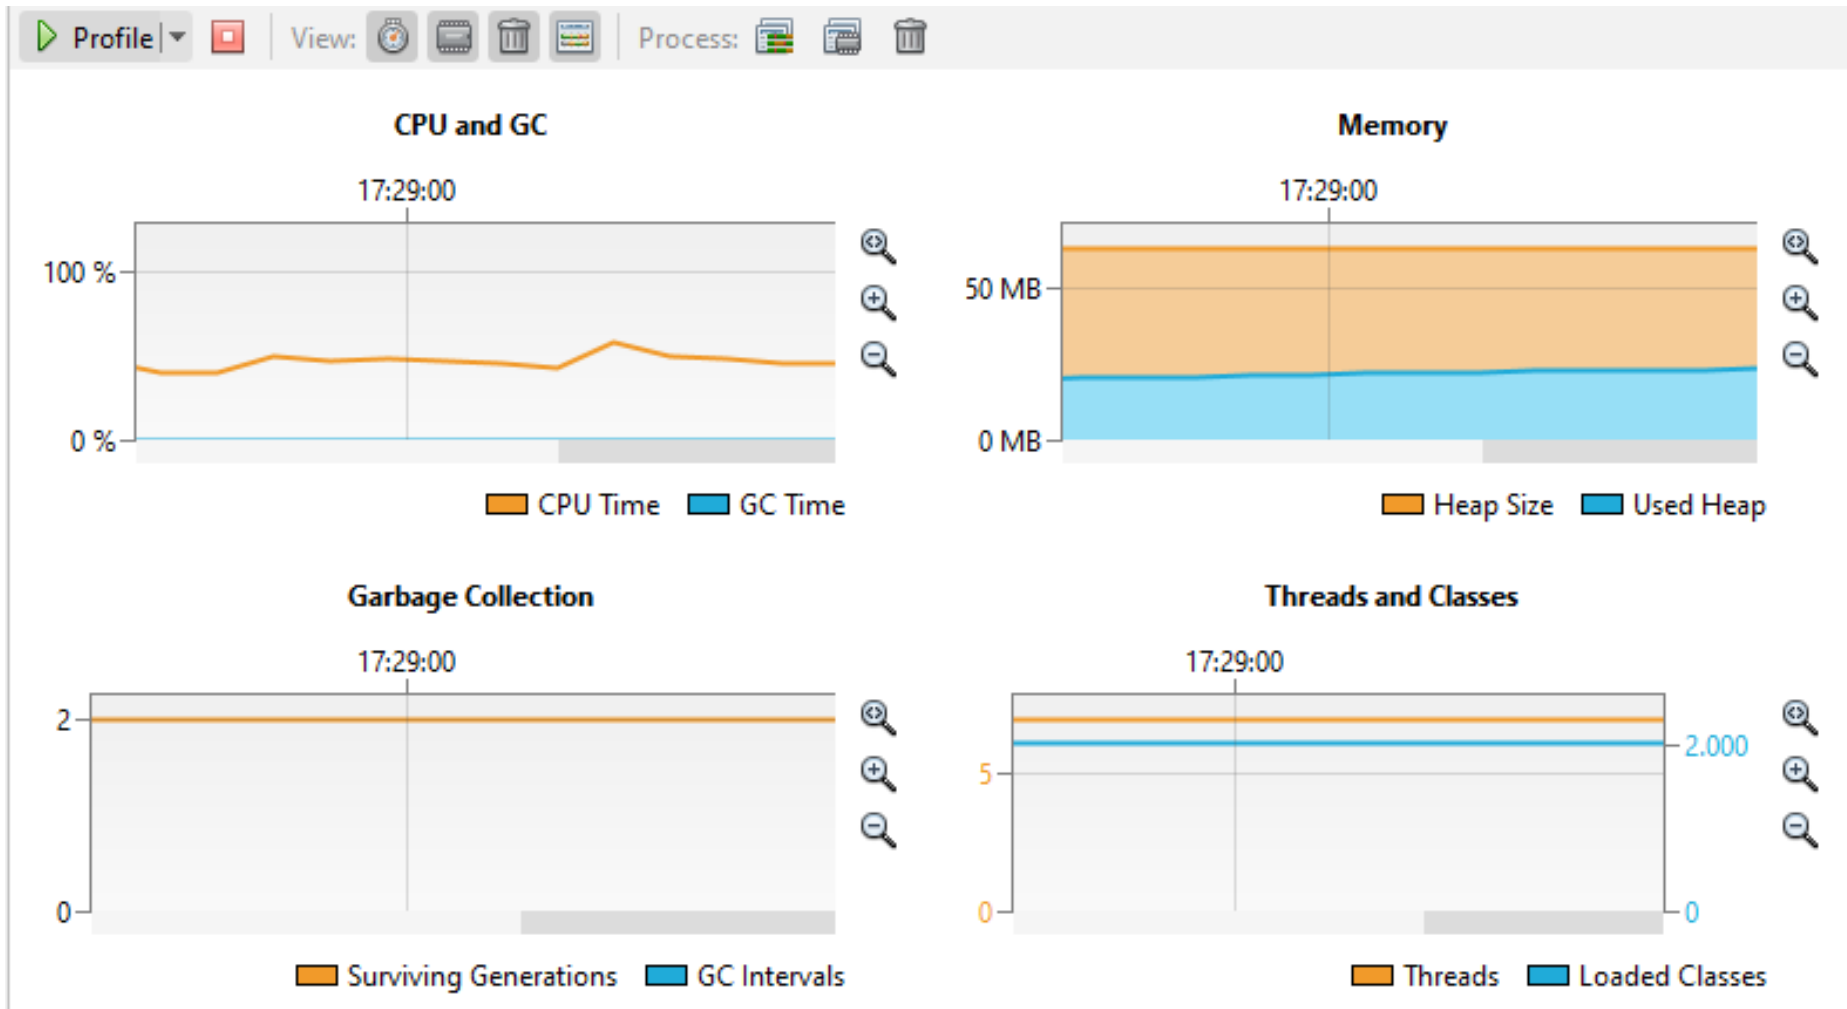 Profile View: Process:
CPU and GC
17:29:00
100 %
0 %
CPU Time GC Time
Memory
17:29:00
50 MB
0 MB
Heap Size Used Heap
Garbage Collection
17:29:00
2
0
Surviving Generations GC Intervals
Threads and Classes
17:29:00
5 2.000
0 0
Threads Loaded Classes